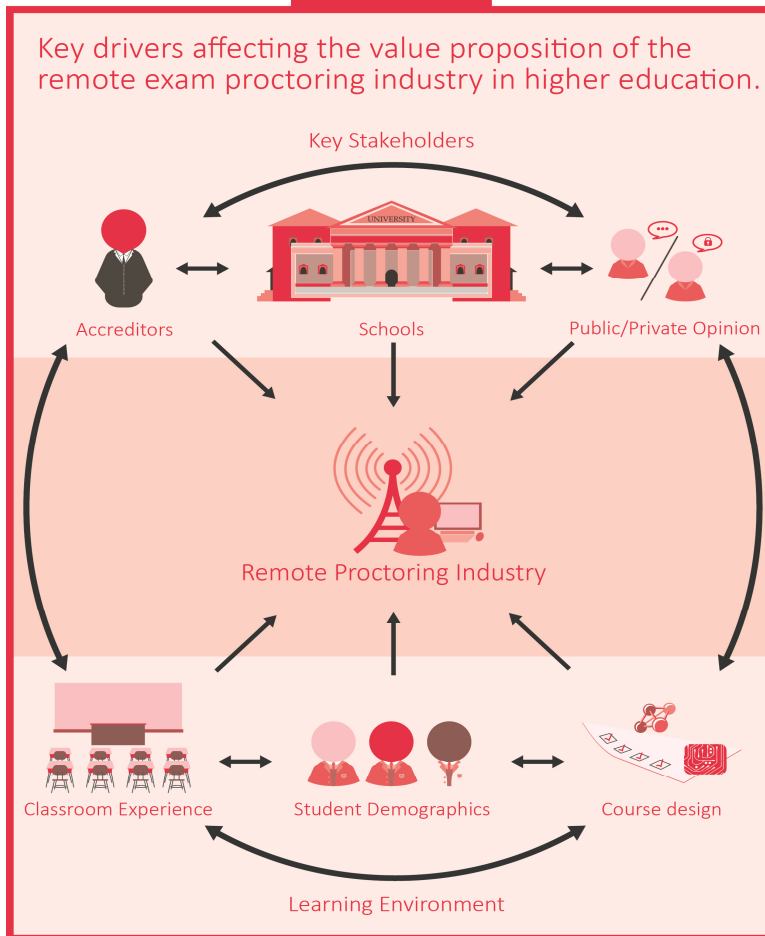 Key drivers affecting the value proposition of the
remote exam proctoring industry in higher education.
Key Stakeholders
UNIVERSITY
Accreditors
Schools
Public/Private Opinion
Remote Proctoring Industry
Classroom Experience
Student Demographics
Course design
Learning Environment